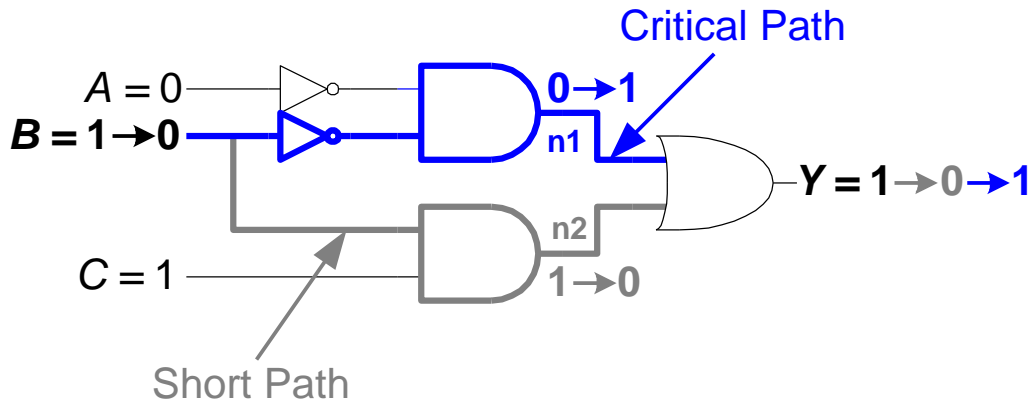 Critical Path
A = 0
0→1
B = 1→0
n1
Y = 1→0→1
n2
C = 1
1→0
Short Path